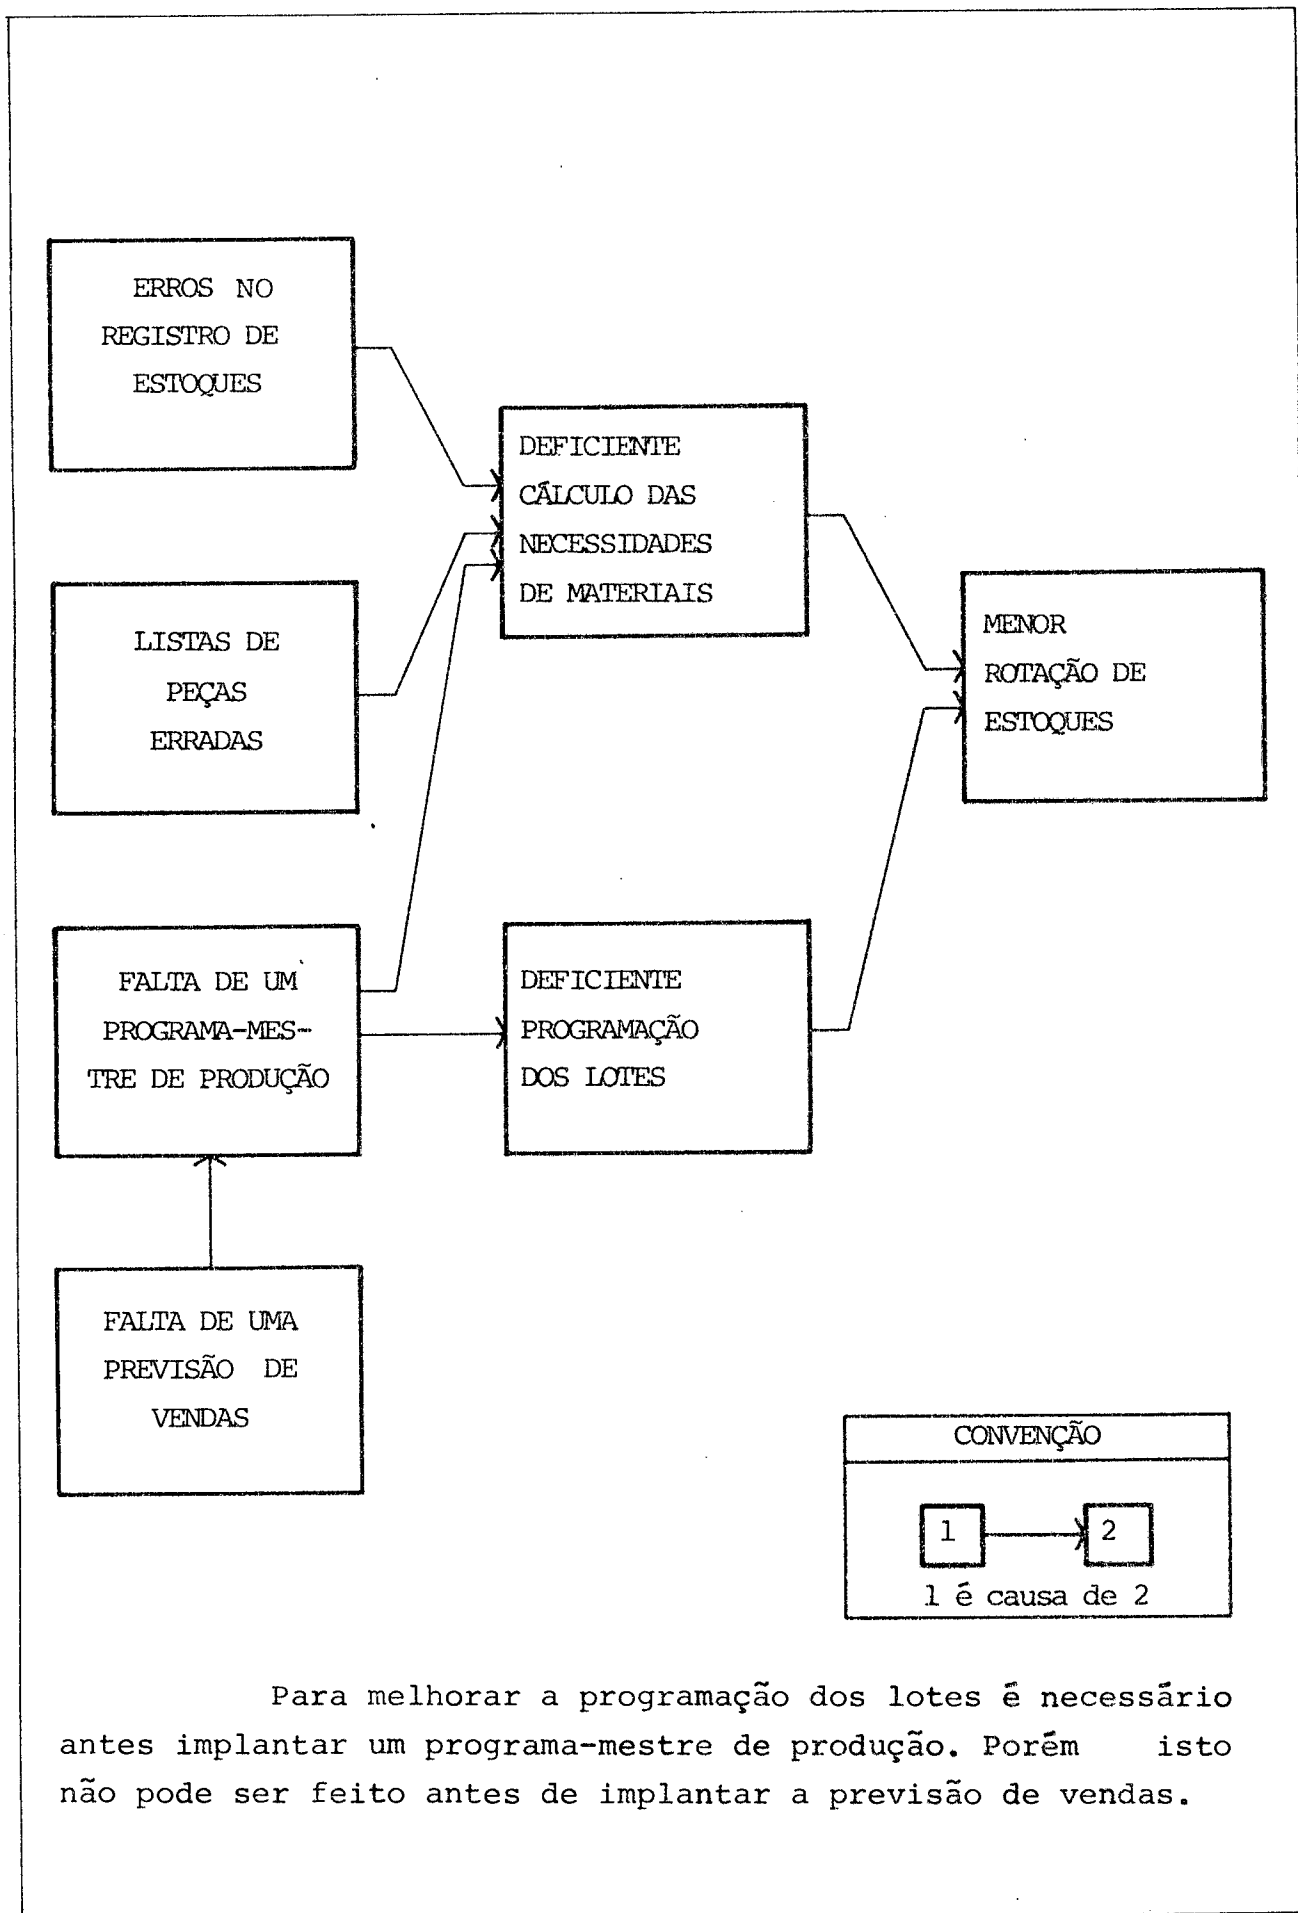 ERROS NO
REGISTRO DE
ESTOQUES
DEFICIENTE
CÁLCULO DAS
NECESSIDADES
DE MATERIAIS
LISTAS DE
PEÇAS
ERRADAS
MENOR
ROTAÇÃO DE
ESTOQUES
FALTA DE UM
PROGRAMA-MES-
TRE DE PRODUÇÃO
DEFICIENTE
PROGRAMAÇÃO
DOS LOTES
FALTA DE UMA
PREVISÃO DE
VENDAS
CONVENÇÃO
1
2
1 é causa de 2
Para melhorar a programação dos lotes é necessário
antes implantar um programa-mestre de produção. Porém isto
não pode ser feito antes de implantar a previsão de vendas.